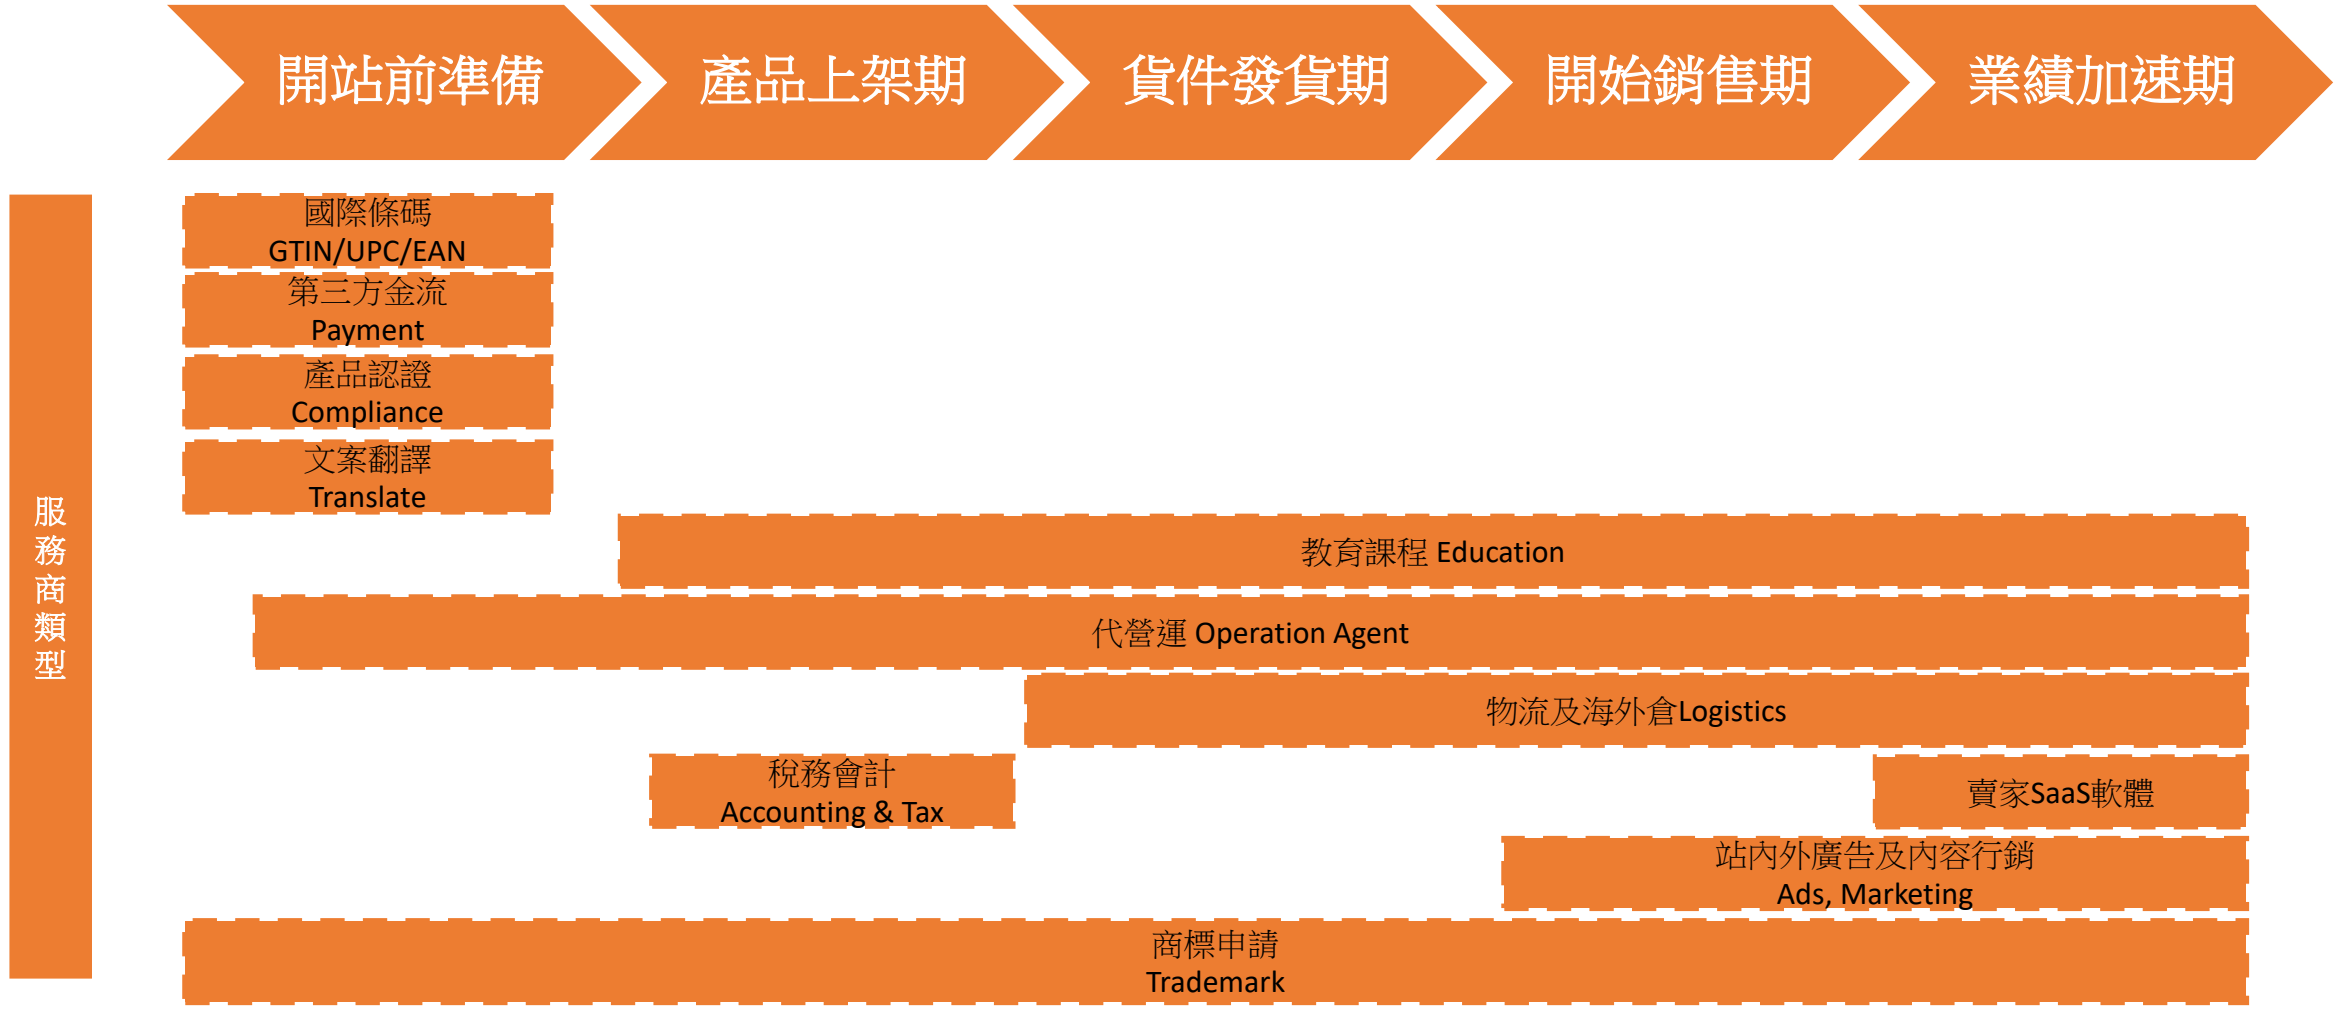 開站前準備
產品上架期
貨件發貨期
開始銷售期
業績加速期
服務商類型
國際條碼
GTIN/UPC/EAN
第三方金流
Payment
產品認證
Compliance
文案翻譯
Translate
教育課程 Education
代營運 Operation Agent
物流及海外倉Logistics
稅務會計
Accounting & Tax
賣家SaaS軟體
站內外廣告及內容行銷
Ads, Marketing
商標申請
Trademark